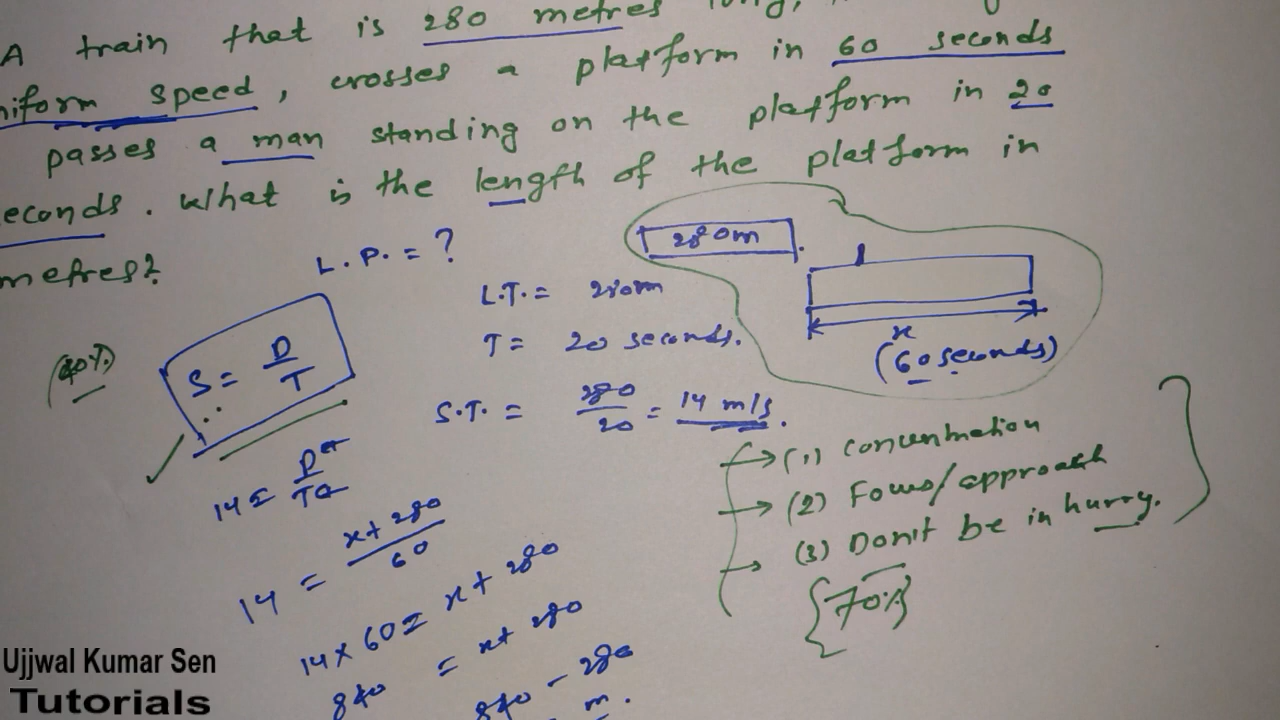 A train that is 280 metres long,
niform speed, crosses a platform in 60 seconds
passes a man standing on the platform in 20
econds. What is the length of the platform in
metres?
L.P. = ?
280m
L.T. = 280m
T = 20 seconds.
x
(60 seconds)
S = D/T
S.T. = 280/20 = 14 m/s.
14 =
14 = x + 280/60
14 × 60 = x + 280
840 = x + 280
840 - 280
m.
(1) concentration
(2) Focus/approach
(3) Don't be in hurry.
{70%}
Ujjwal Kumar Sen
Tutorials